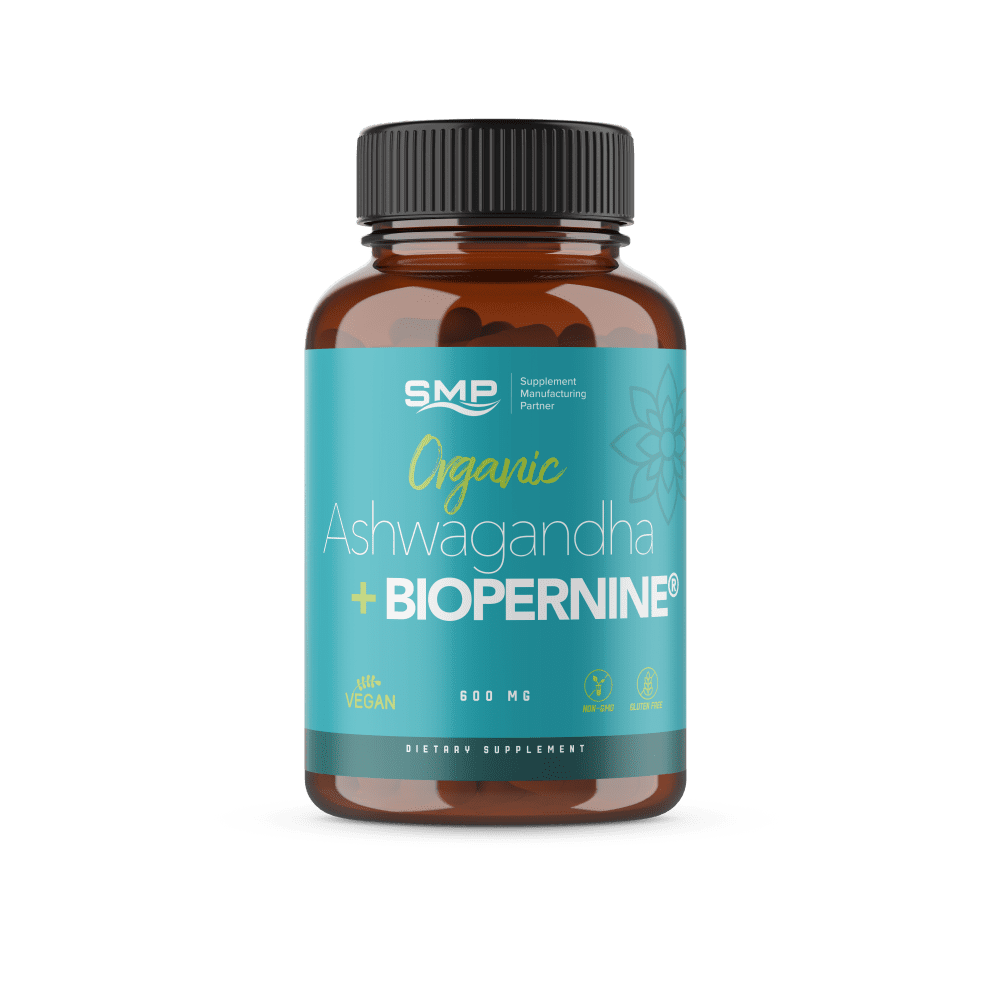 SMP
Supplement
Manufacturing
Partner
Organic
Ashwagandha
+ BIOPERNINE®
VEGAN
600 MG
NON-GMO
GLUTEN FREE
DIETARY SUPPLEMENT